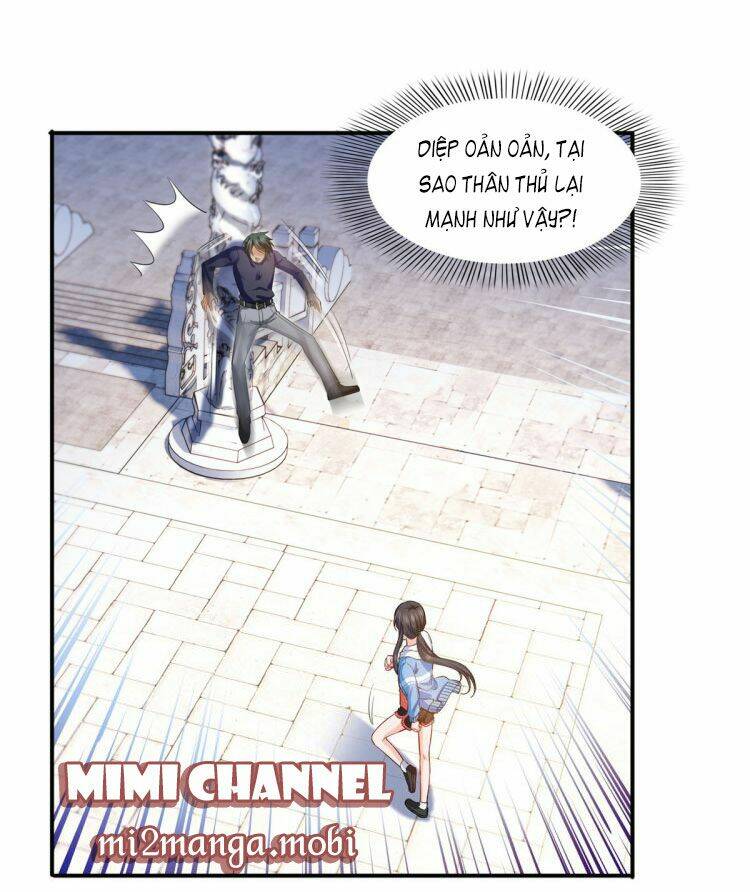 DIỆP OẢN OẢN, TẠI
SAO THÂN THỦ LẠI
MẠNH NHƯ VẬY?!
MIMI CHANNEL
mi2manga.mobi